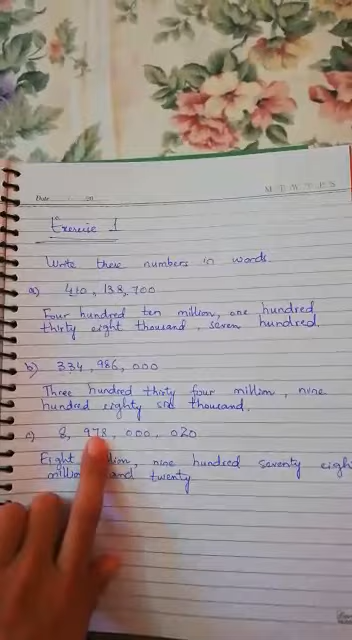 Date 20
M T W T F S
Exercise 1
Write these numbers in words.
a) 410, 138, 700
Four hundred ten million, one hundred
thirty eight thousand, seven hundred.
b) 334, 986, 000
Three hundred thirty four million, nine
hundred eighty six thousand.
c) 8, 978, 000, 020
Eight nine hundred seventy eight
and twenty